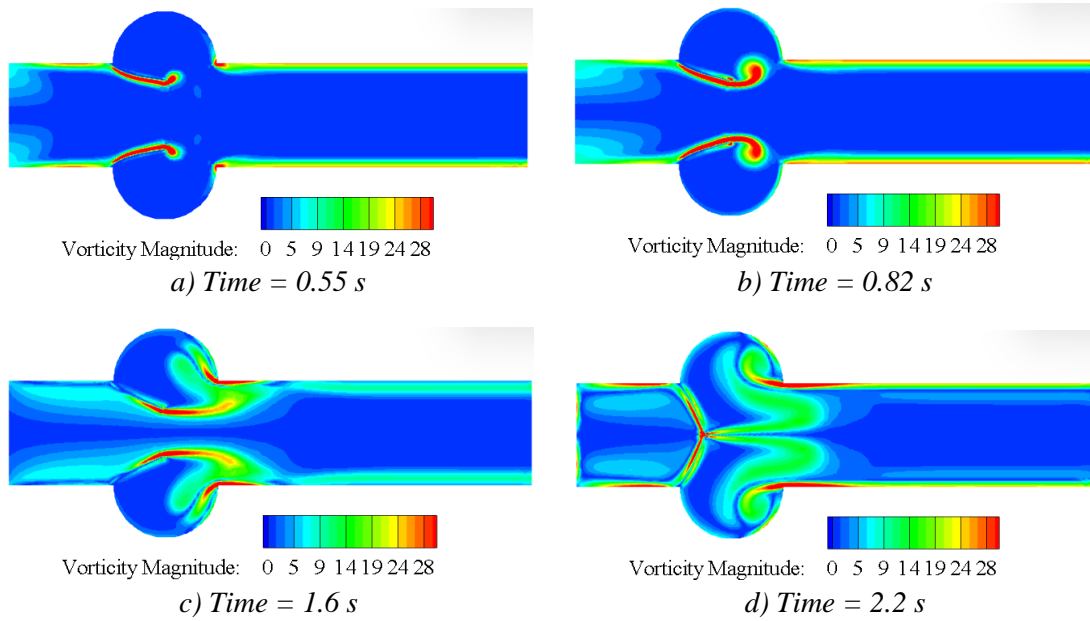 Vorticity Magnitude: 0 5 9 14 19 24 28
a) Time = 0.55 s
Vorticity Magnitude: 0 5 9 14 19 24 28
b) Time = 0.82 s
Vorticity Magnitude: 0 5 9 14 19 24 28
c) Time = 1.6 s
Vorticity Magnitude: 0 5 9 14 19 24 28
d) Time = 2.2 s